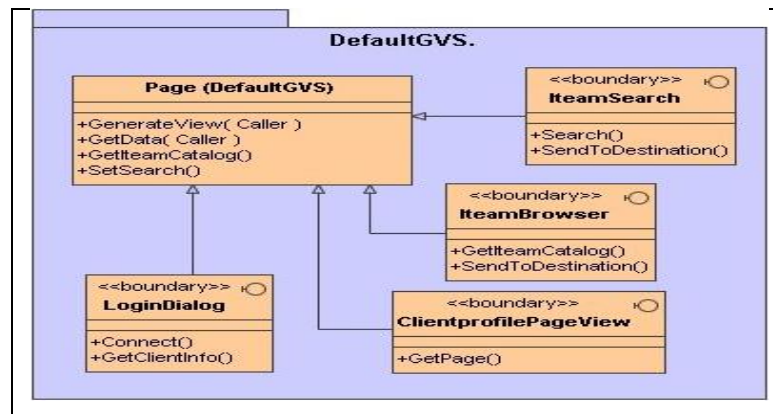 DefaultGVS.
Page (DefaultGVS)
+GenerateView( Caller )
+GetData( Caller )
+GetIteamCatalog()
+SetSearch()
<<boundary>>
IteamSearch
+Search()
+SendToDestination()
<<boundary>>
IteamBrowser
+GetIteamCatalog()
+SendToDestination()
<<boundary>>
LoginDialog
+Connect()
+GetClientInfo()
<<boundary>>
ClientprofilePageView
+GetPage()